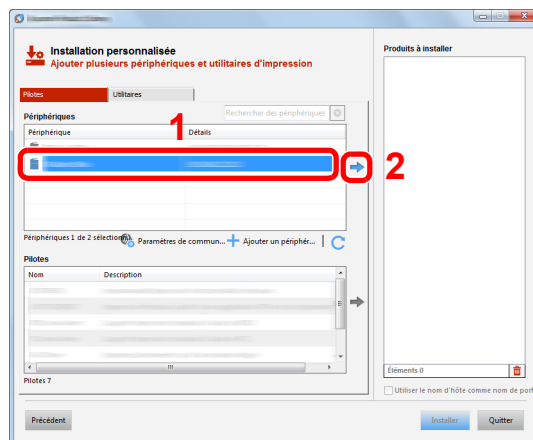 Installation personnalisée
Ajouter plusieurs périphériques et utilitaires d'impression
Produits à installer
Pilotes Utilitaires
Périphériques Rechercher des périphériques
1
Périphérique Détails
2
Périphériques 1 de 2 sélection Paramètres de commun... Ajouter un périphér...
Pilotes
Nom Description
Pilotes 7
Éléments 0
Utiliser le nom d'hôte comme nom de port
Précédent Installer Quitter